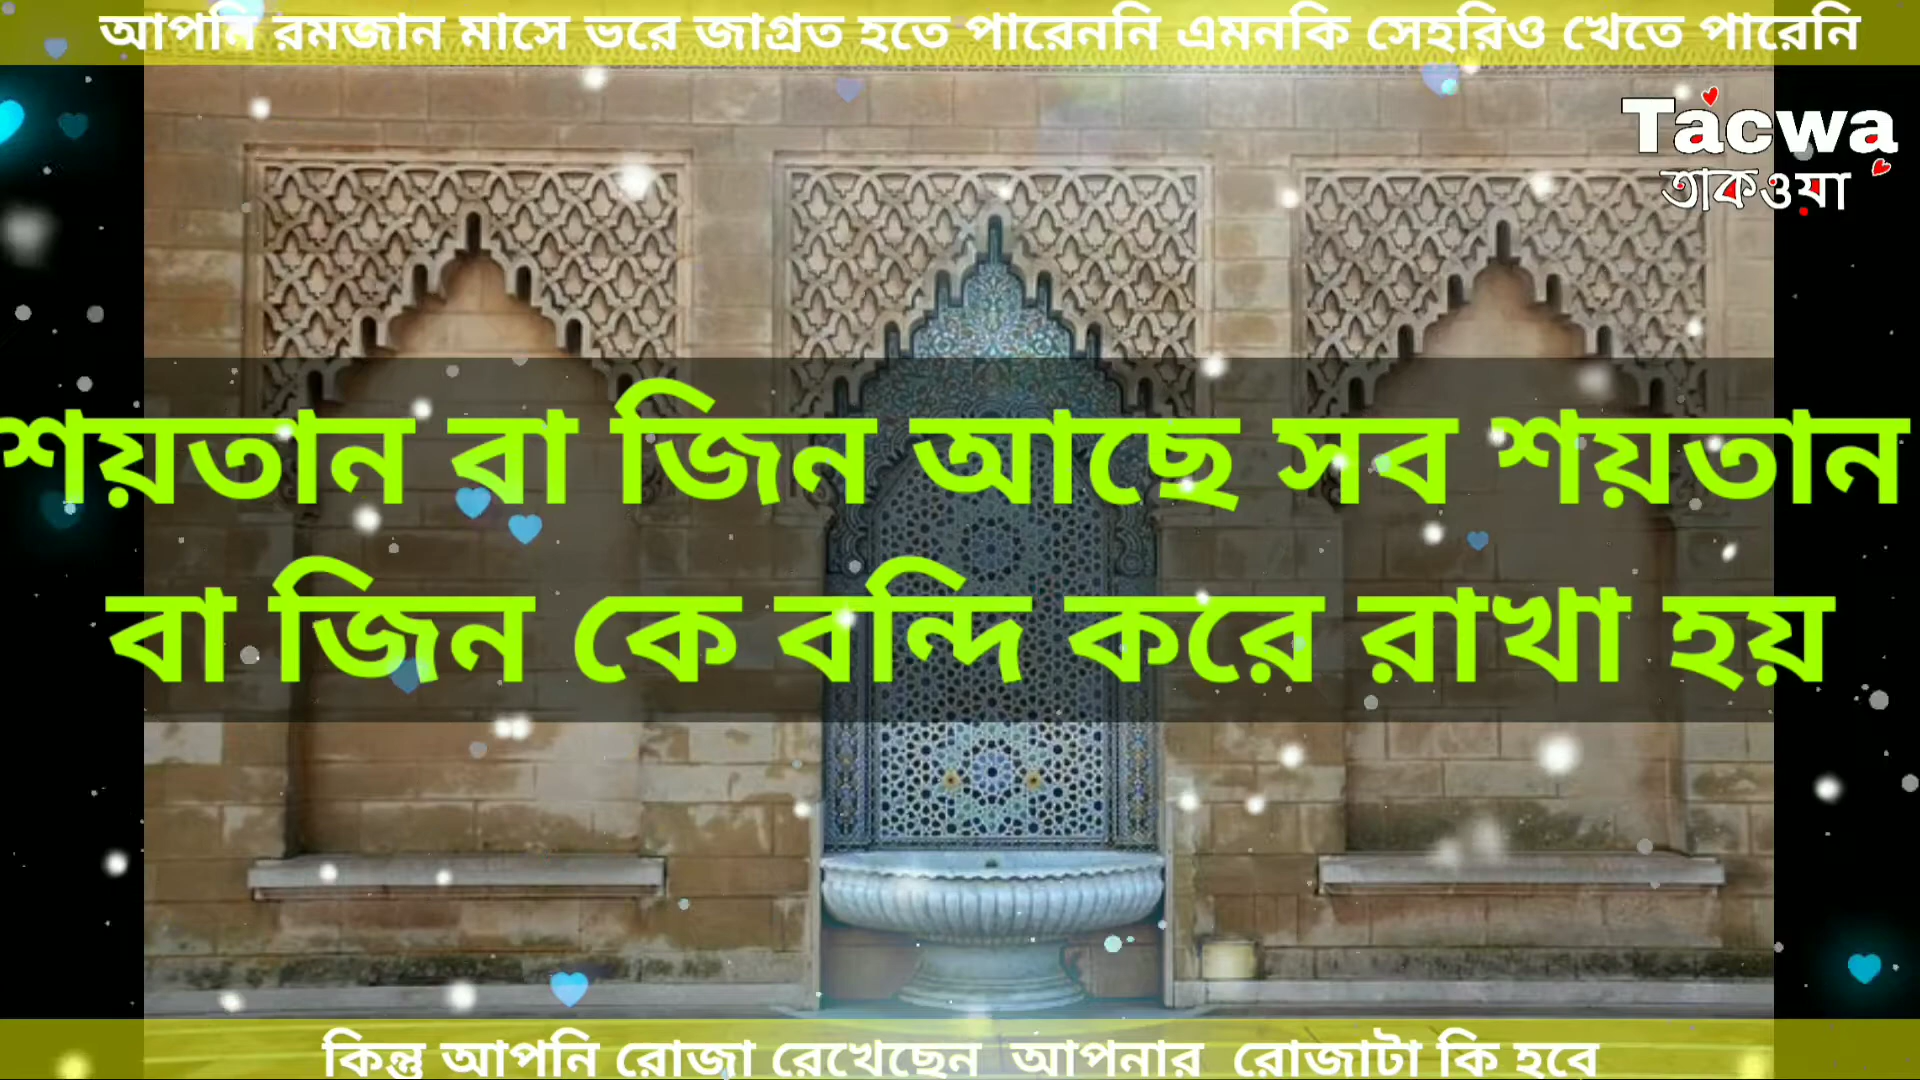 আপনি রমজান মাসে ভরে জাগ্রত হতে পারেননি এমনকি সেহরিও খেতে পারেনি
Tacwa
তাকওয়া
শয়তান বা জিন আছে সব শয়তান
বা জিন কে বন্দি করে রাখা হয়
কিন্তু আপনি রোজা রেখেছেন আপনার রোজাটা কি হবে